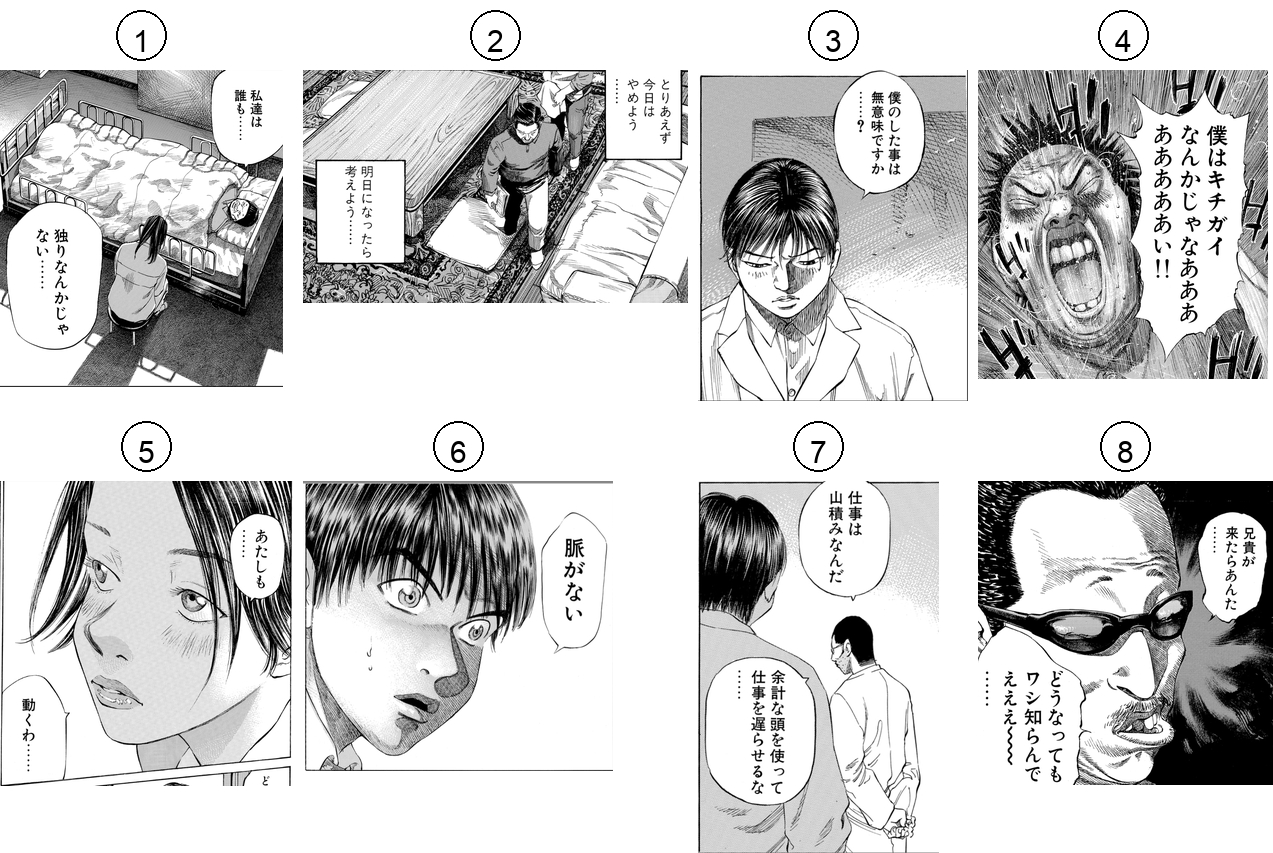 1
私達は
誰も……
独りなんかじゃ
ない……
2
とりあえず
今日は
やめよう
……
明日になったら
考えよう……
3
僕のした事は
無意味ですか
……?
4
僕はキチガイ
なんかじゃなあああ
ああああああい!!
5
あたしも
……
動くわ……
ど
6
脈がない
7
仕事は
山積みなんだ
余計な頭を使って
仕事を遅らせるな
……
8
兄貴が
来たらあんた
……
どうなっても
ワシ知らんで
えええ~~~
……